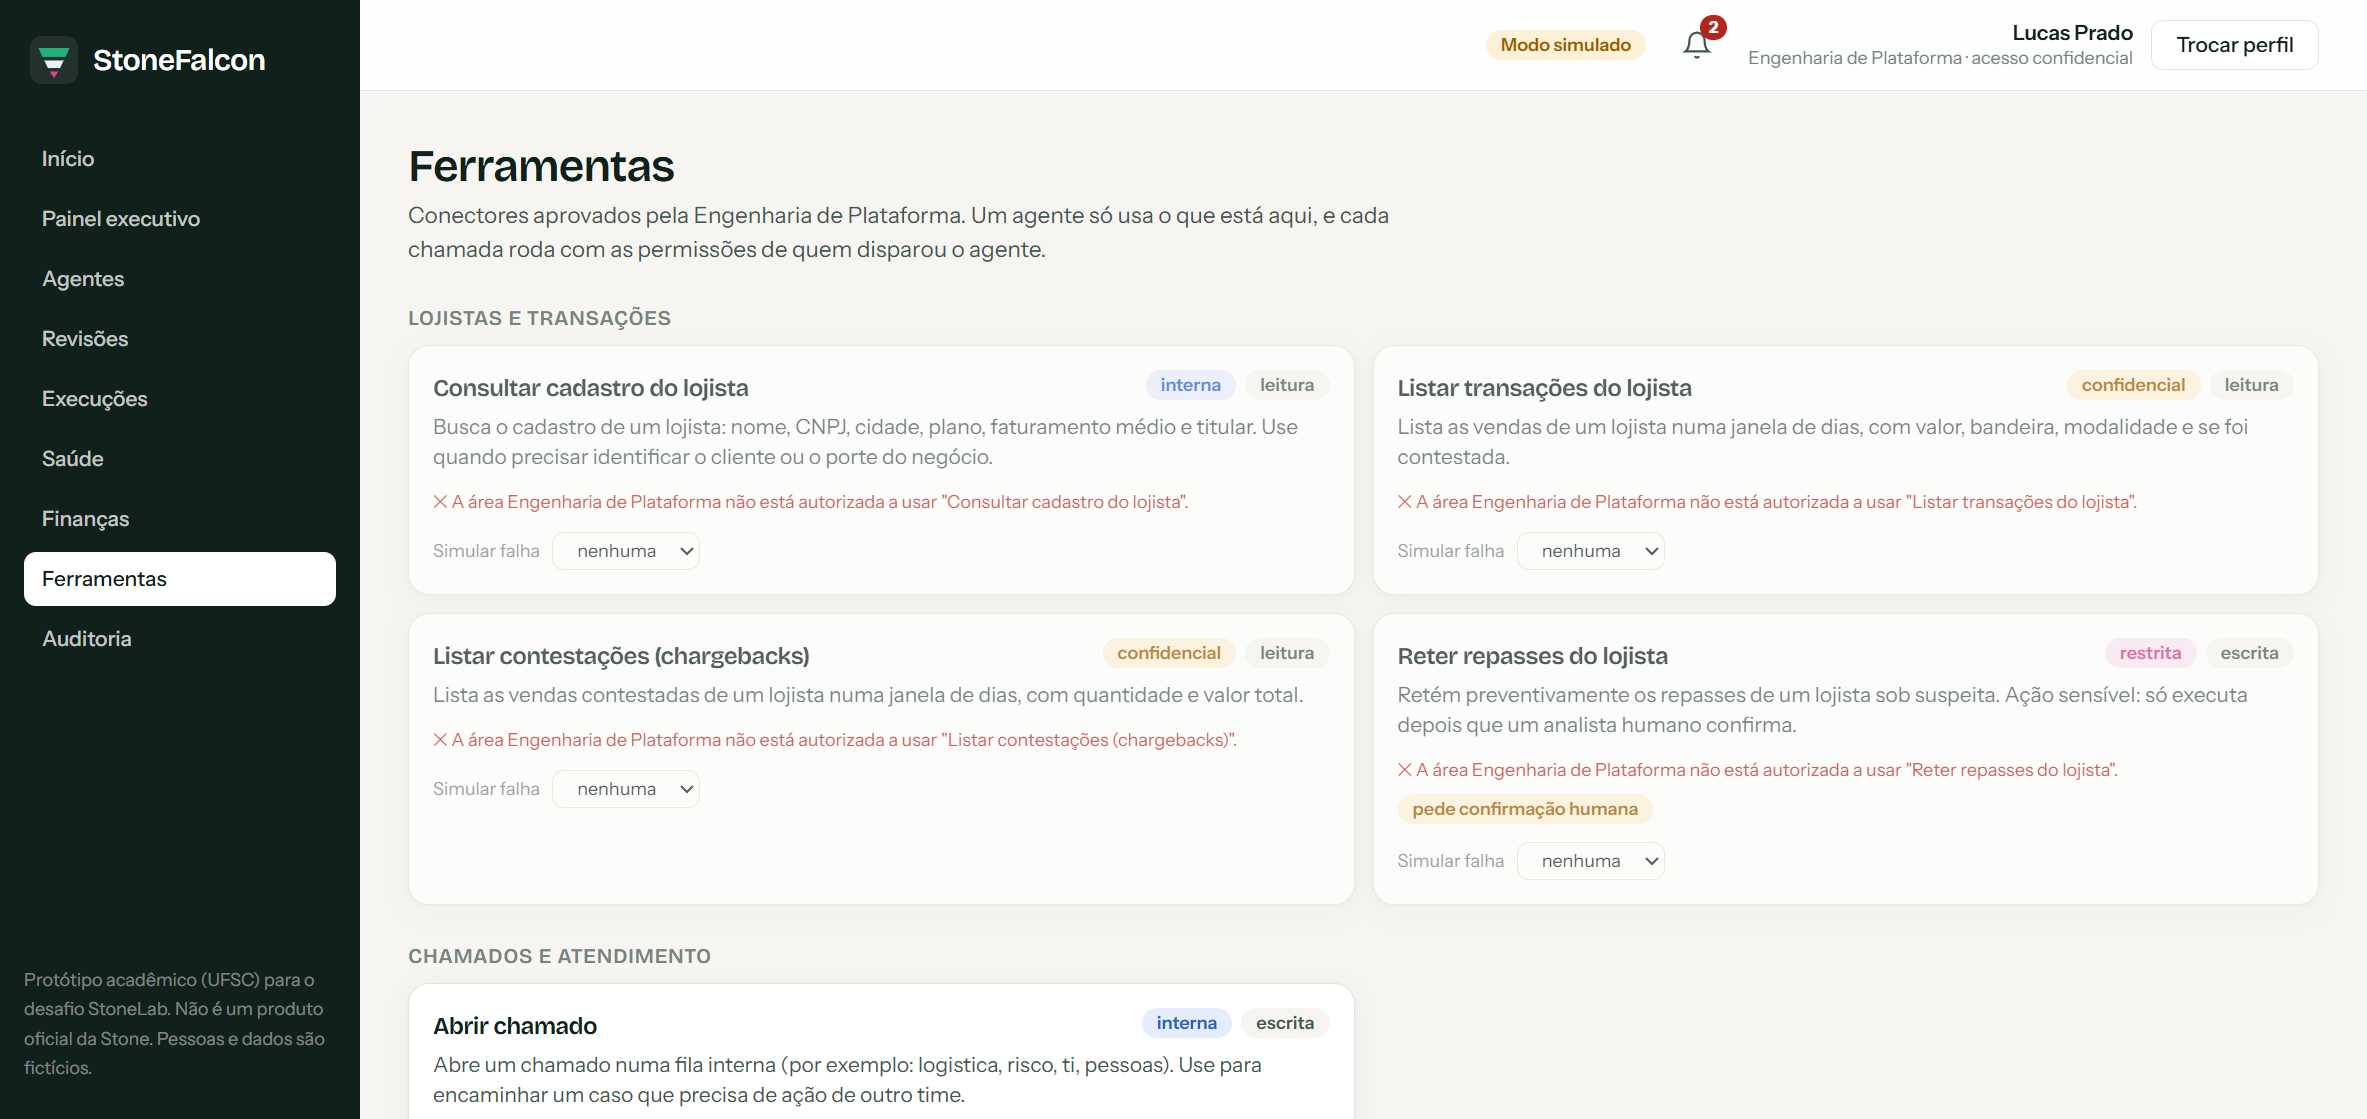 StoneFalcon
Início
Painel executivo
Agentes
Revisões
Execuções
Saúde
Finanças
Ferramentas
Auditoria
Protótipo acadêmico (UFSC) para o
desafio StoneLab. Não é um produto
oficial da Stone. Pessoas e dados são
fictícios.
Modo simulado
2
Lucas Prado
Engenharia de Plataforma · acesso confidencial
Trocar perfil
Ferramentas
Conectores aprovados pela Engenharia de Plataforma. Um agente só usa o que está aqui, e cada
chamada roda com as permissões de quem disparou o agente.
LOJISTAS E TRANSAÇÕES
Consultar cadastro do lojista
interna
leitura
Busca o cadastro de um lojista: nome, CNPJ, cidade, plano, faturamento médio e titular. Use
quando precisar identificar o cliente ou o porte do negócio.
✕ A área Engenharia de Plataforma não está autorizada a usar "Consultar cadastro do lojista".
Simular falha
nenhuma
Listar transações do lojista
confidencial
leitura
Lista as vendas de um lojista numa janela de dias, com valor, bandeira, modalidade e se foi
contestada.
✕ A área Engenharia de Plataforma não está autorizada a usar "Listar transações do lojista".
Simular falha
nenhuma
Listar contestações (chargebacks)
confidencial
leitura
Lista as vendas contestadas de um lojista numa janela de dias, com quantidade e valor total.
✕ A área Engenharia de Plataforma não está autorizada a usar "Listar contestações (chargebacks)".
Simular falha
nenhuma
Reter repasses do lojista
restrita
escrita
Retém preventivamente os repasses de um lojista sob suspeita. Ação sensível: só executa
depois que um analista humano confirma.
✕ A área Engenharia de Plataforma não está autorizada a usar "Reter repasses do lojista".
pede confirmação humana
Simular falha
nenhuma
CHAMADOS E ATENDIMENTO
Abrir chamado
interna
escrita
Abre um chamado numa fila interna (por exemplo: logistica, risco, ti, pessoas). Use para
encaminhar um caso que precisa de ação de outro time.